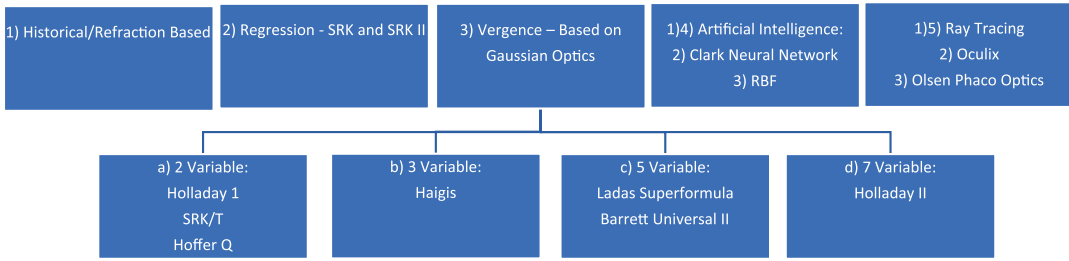 1) Historical/Refraction Based
2) Regression - SRK and SRK II
3) Vergence – Based on
Gaussian Optics
1)4) Artificial Intelligence:
2) Clark Neural Network
3) RBF
1)5) Ray Tracing
2) Oculix
3) Olsen Phaco Optics
a) 2 Variable:
Holladay 1
SRK/T
Hoffer Q
b) 3 Variable:
Haigis
c) 5 Variable:
Ladas Superformula
Barrett Universal II
d) 7 Variable:
Holladay II